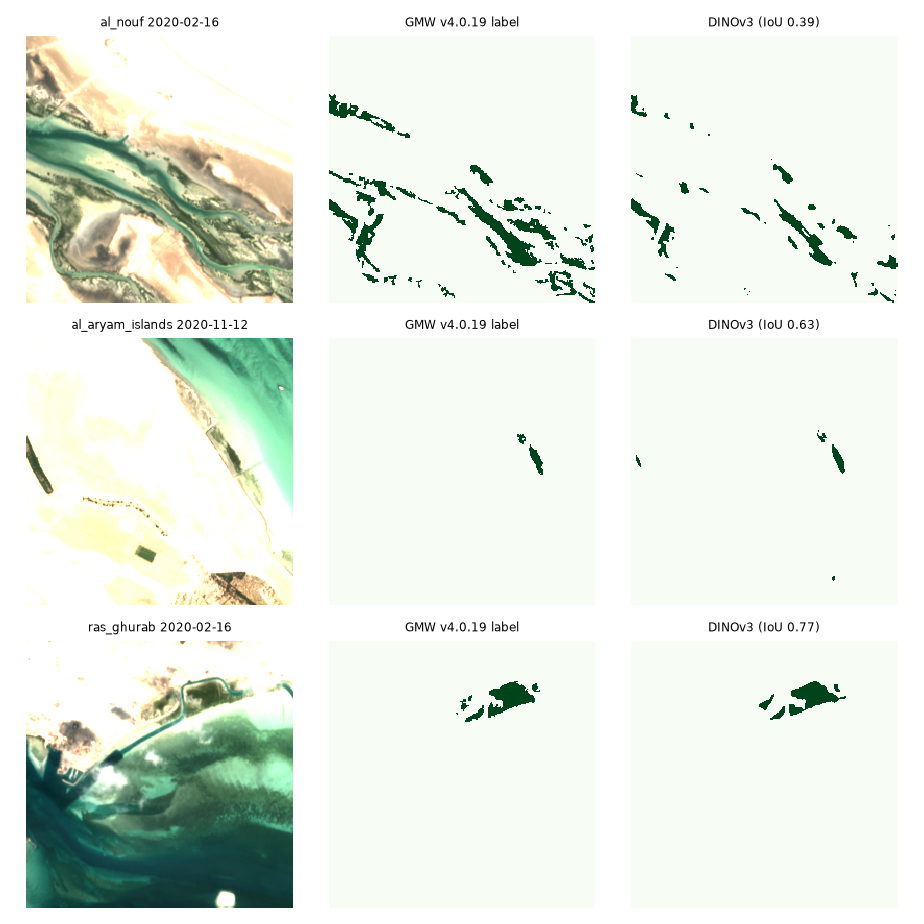 al_nouf 2020-02-16 GMW v4.0.19 label DINOv3 (IoU 0.39)
al_aryam_islands 2020-11-12 GMW v4.0.19 label DINOv3 (IoU 0.63)
ras_ghurab 2020-02-16 GMW v4.0.19 label DINOv3 (IoU 0.77)